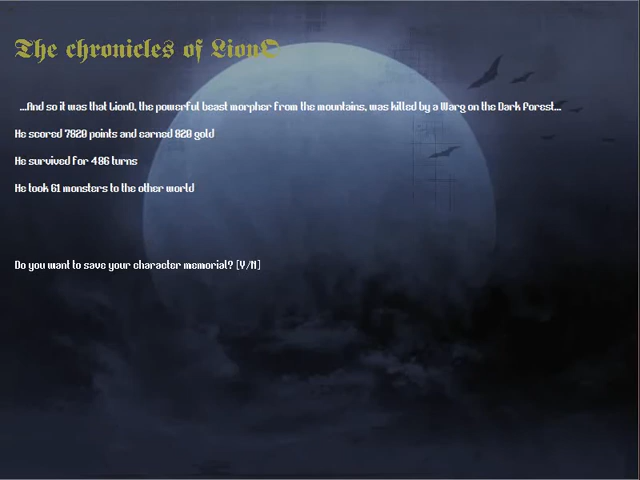 The chronicles of LionO
...And so it was that LionO, the powerful beast morpher from the mountains, was killed by a Warg on the Dark Forest...
He scored 7820 points and earned 820 gold
He survived for 486 turns
He took 61 monsters to the other world
Do you want to save your character memorial? [Y/N]